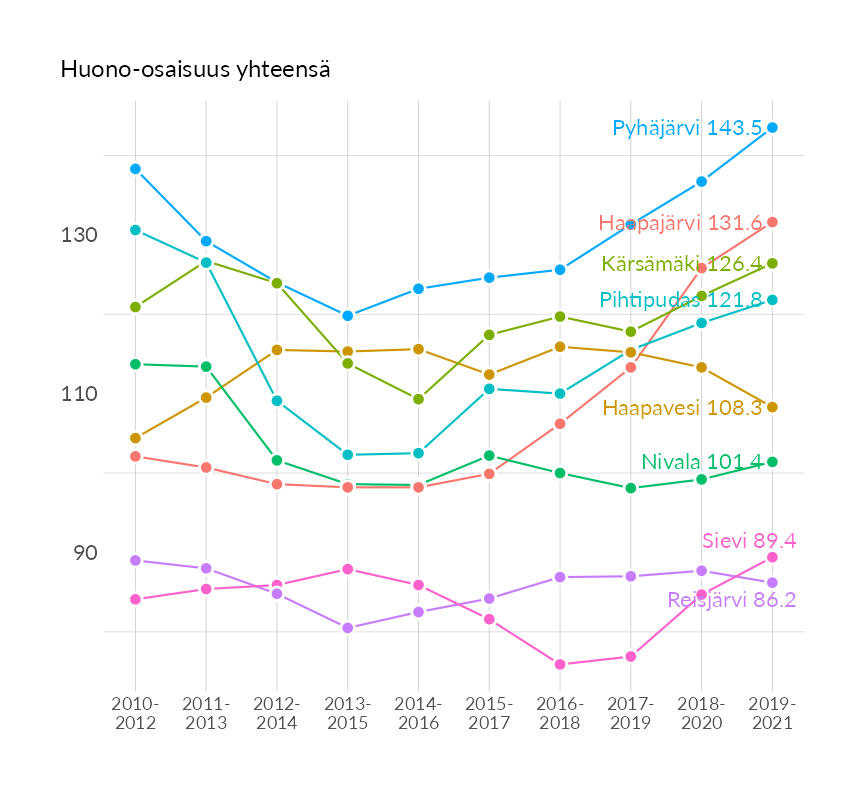 Huono-osaisuus yhteensä
Pyhäjärvi 143.5
Haapajärvi 131.6
130
Kärsämäki 126.4
Pihtipudas 121.8
110
Haapavesi 108.3
Nivala 101.4
Sievi 89.4
90
Reisjärvi 86.2
2010- 2011- 2012- 2013- 2014- 2015- 2016- 2017- 2018- 2019-
2012 2013 2014 2015 2016 2017 2018 2019 2020 2021